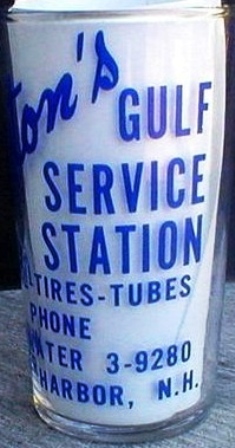 ton's
GULF
SERVICE
STATION
TIRES-TUBES
PHONE
NTER 3-9280
HARBOR, N.H.